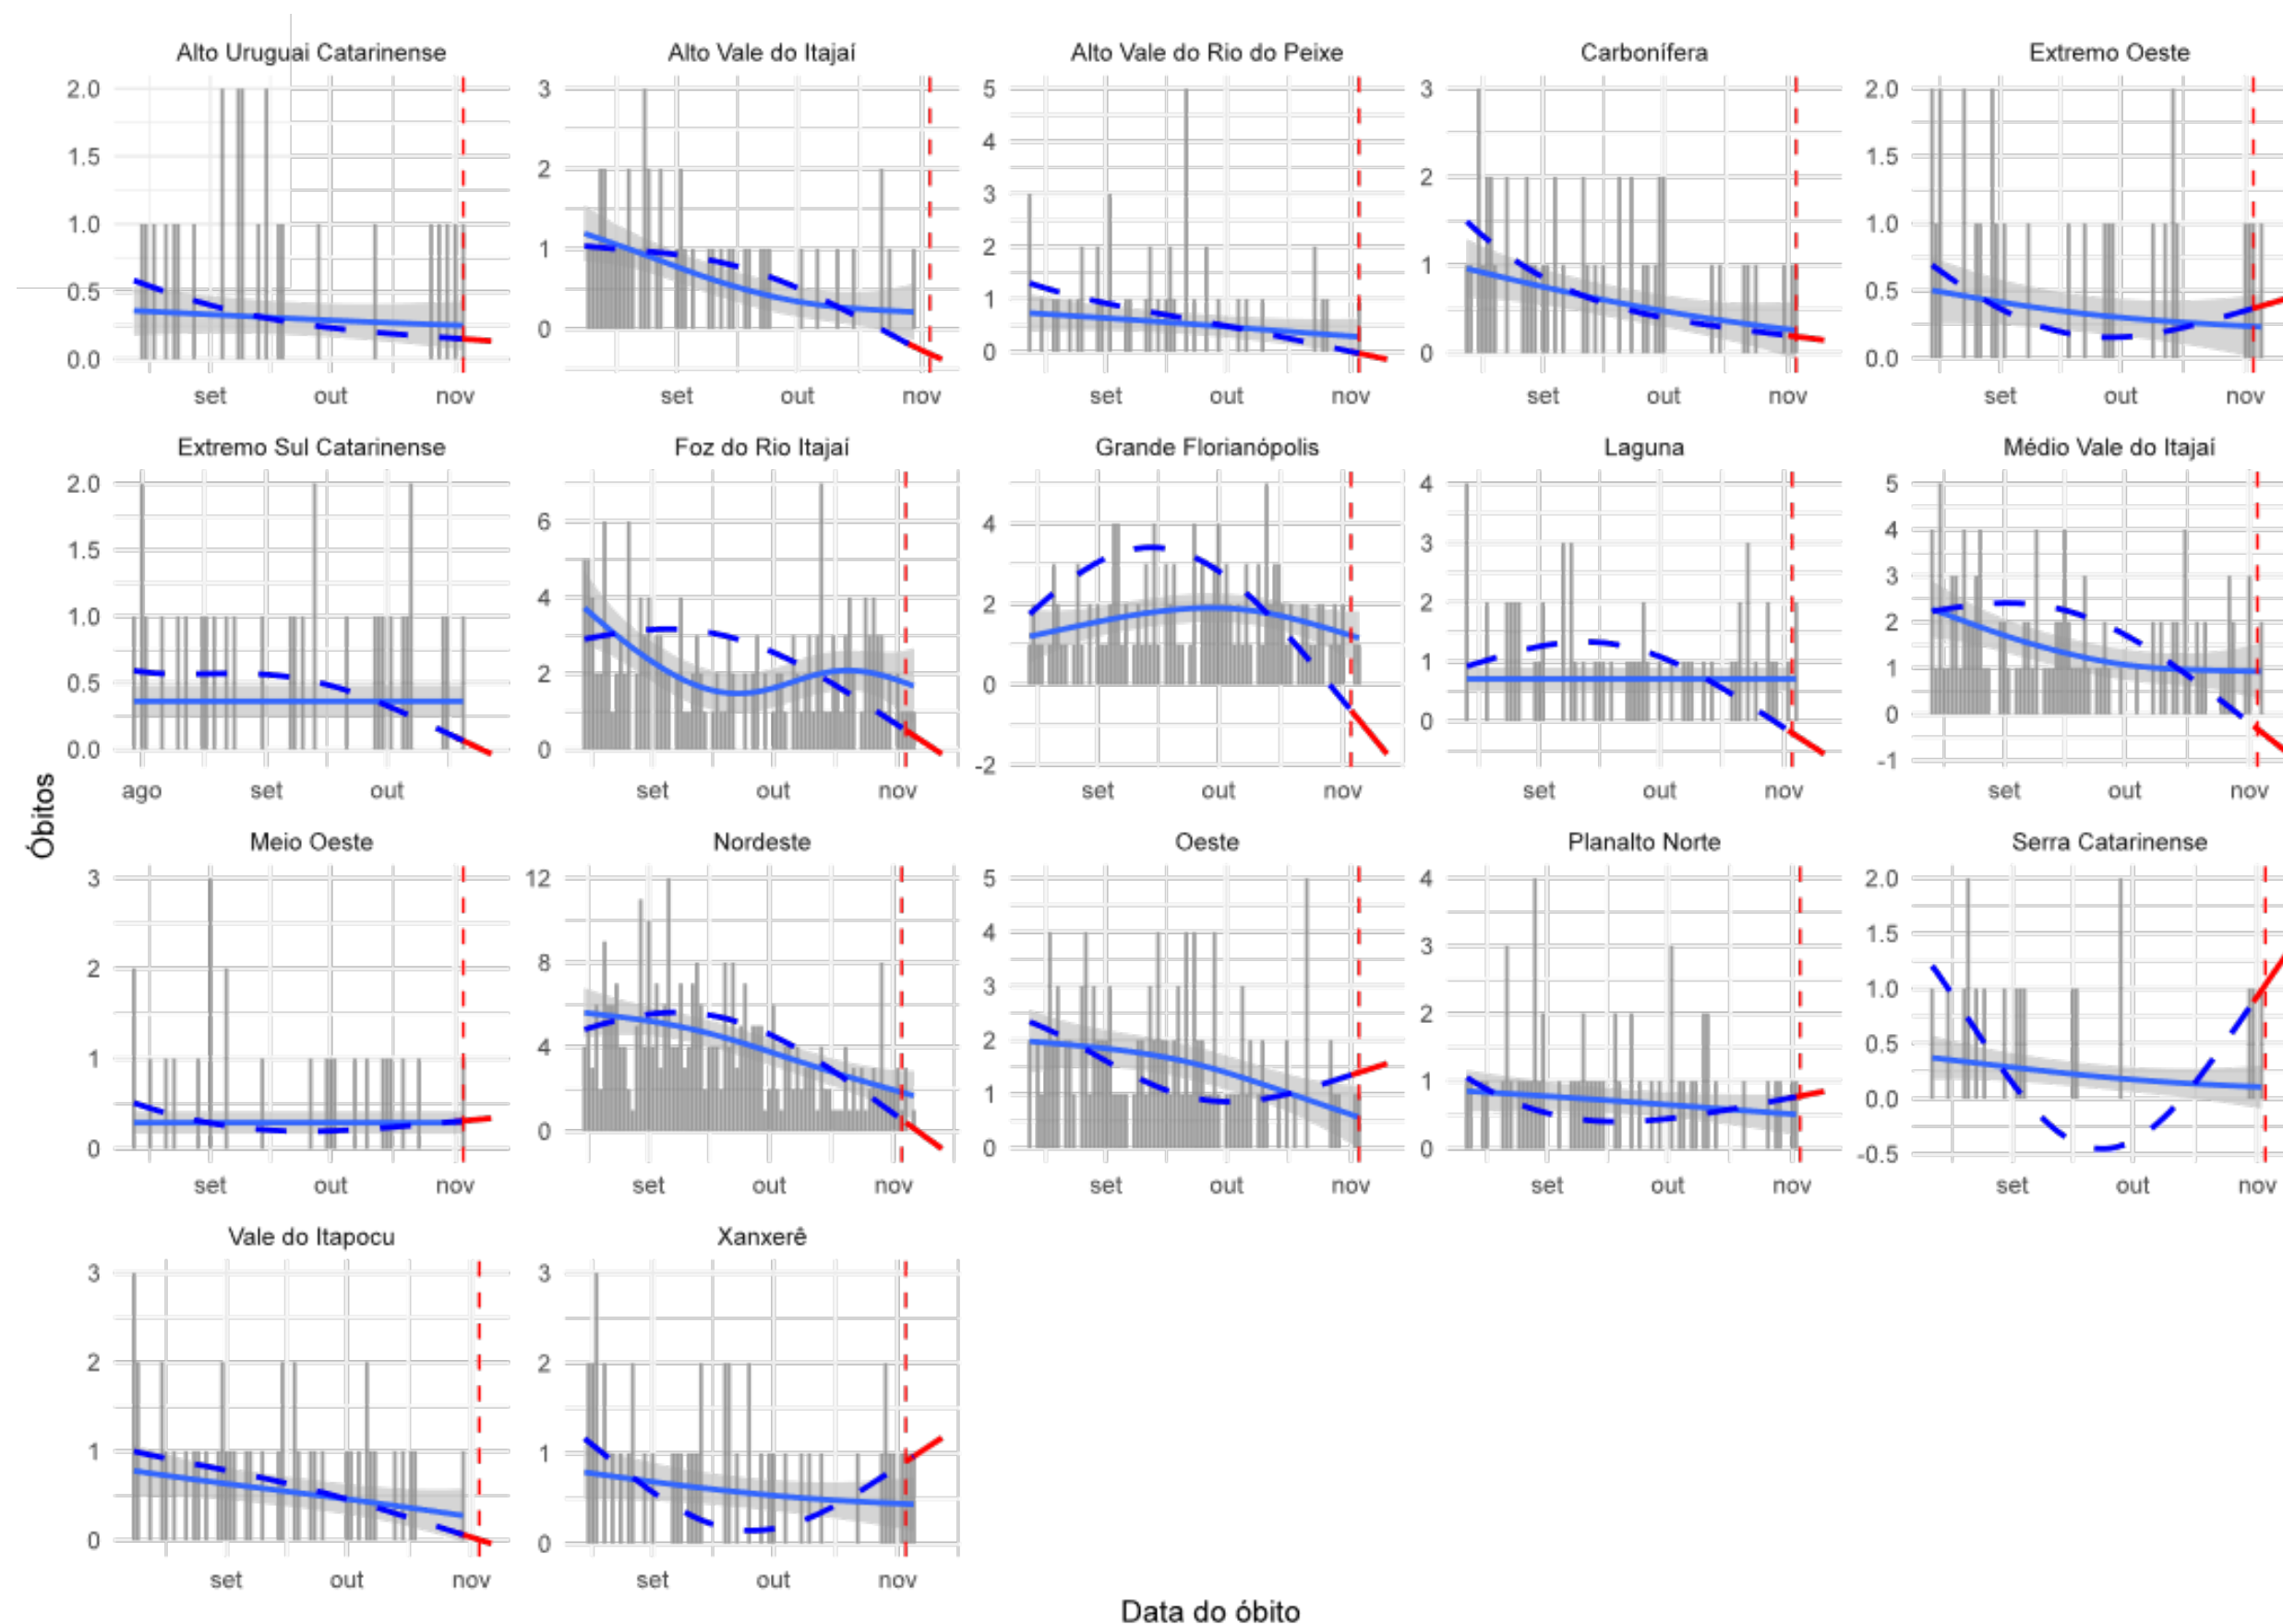 Alto Uruguai Catarinense
Alto Vale do Itajaí
Alto Vale do Rio do Peixe
Carbonífera
Extremo Oeste
2.0 1.5 1.0 0.5 0.0
3 2 1 0
5 4 3 2 1 0
3 2 1 0
2.0 1.5 1.0 0.5 0.0
set out nov
set out nov
set out nov
set out nov
set out nov
Extremo Sul Catarinense
Foz do Rio Itajaí
Grande Florianópolis
Laguna
Médio Vale do Itajaí
2.0 1.5 1.0 0.5 0.0
6 4 2 0
4 2 0 -2
4 3 2 1 0
5 4 3 2 1 0 -1
ago set out
set out nov
set out nov
set out nov
set out nov
Óbitos
Meio Oeste
Nordeste
Oeste
Planalto Norte
Serra Catarinense
3 2 1 0
12 8 4 0
5 4 3 2 1 0
4 3 2 1 0
2.0 1.5 1.0 0.5 0.0 -0.5
set out nov
set out nov
set out nov
set out nov
set out nov
Vale do Itapocu
Xanxerê
3 2 1 0
3 2 1 0
set out nov
set out nov
Data do óbito